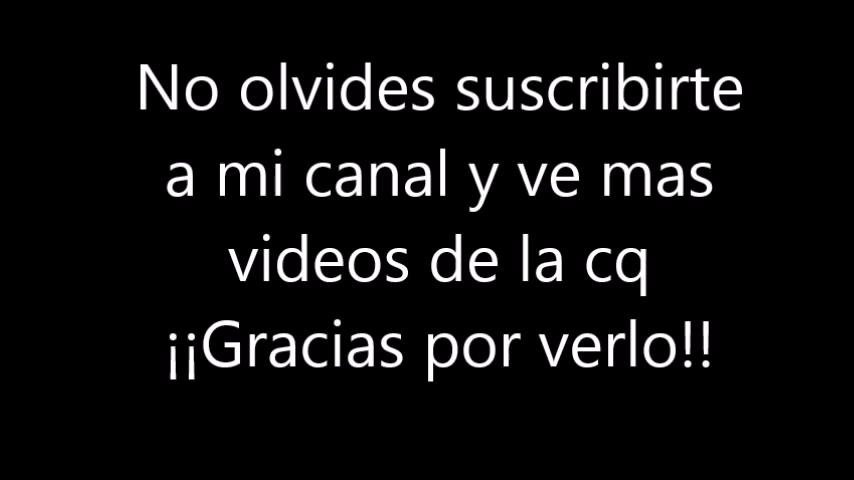 No olvides suscribirte
a mi canal y ve mas
videos de la cq
¡¡Gracias por verlo!!